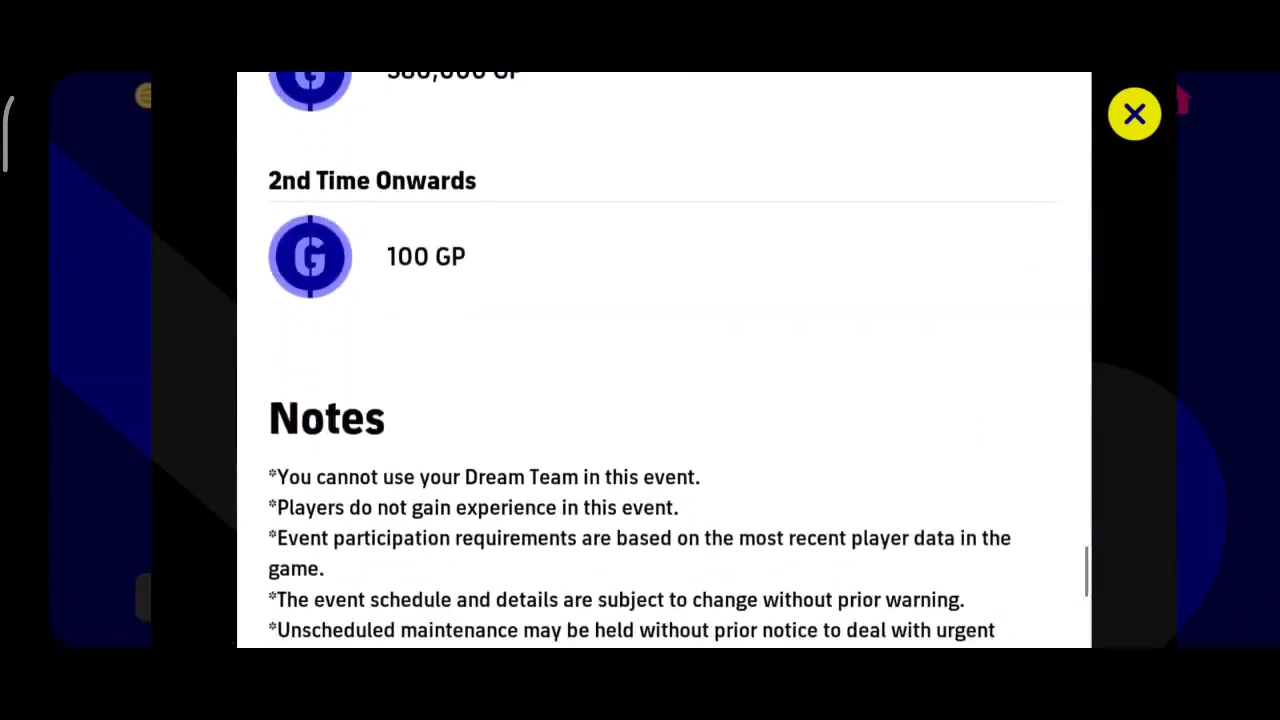 GP
2nd Time Onwards
G
100 GP
Notes
*You cannot use your Dream Team in this event.
*Players do not gain experience in this event.
*Event participation requirements are based on the most recent player data in the
game.
*The event schedule and details are subject to change without prior warning.
*Unscheduled maintenance may be held without prior notice to deal with urgent